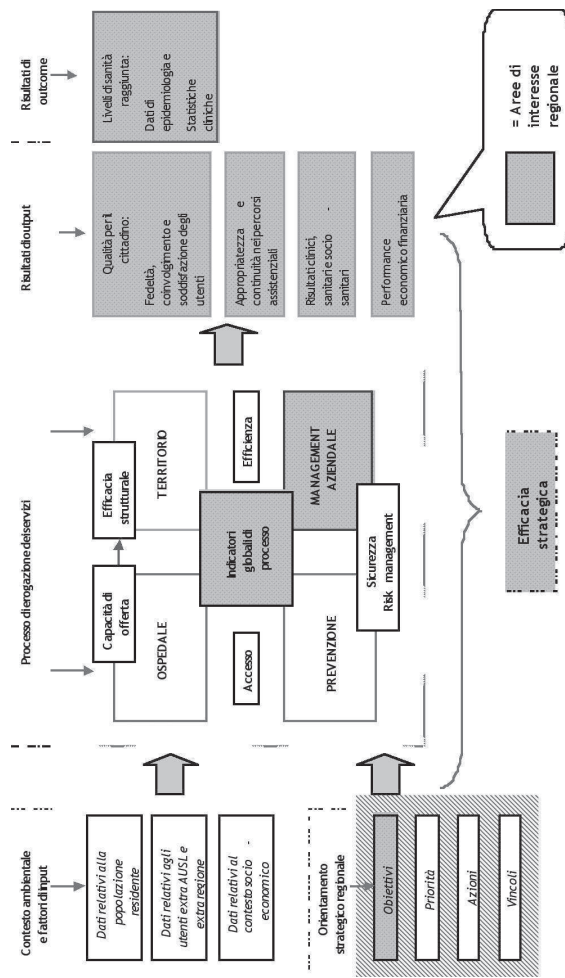 Contesto ambientale
e fattori di input
Dati relativi alla
popolazione
residente
Dati relativi agli
utenti extra AUSL e
extra regione
Dati relativi al
contesto socio -
economico
Orientamento
strategico regionale
Obiettivi
Priorità
Azioni
Vincoli
Processo di erogazione dei servizi
Capacità di
offerta
Efficacia
strutturale
OSPEDALE
TERRITORIO
Accesso
Indicatori
globali di
processo
Efficienza
PREVENZIONE
MANAGEMENT
AZIENDALE
Sicurezza
Risk management
Risultati di output
Qualità per il
cittadino:
Fedeltà,
coinvolgimento e
soddisfazione degli
utenti
Appropriatezza e
continuità nei percorsi
assistenziali
Risultati clinici,
sanitari e socio -
sanitari
Performance
economico finanziaria
Risultati di
outcome
Livelli di sanità
raggiunta:
Dati di
epidemiologia e
Statistiche
cliniche
Efficacia
strategica
= Aree di
interesse
regionale